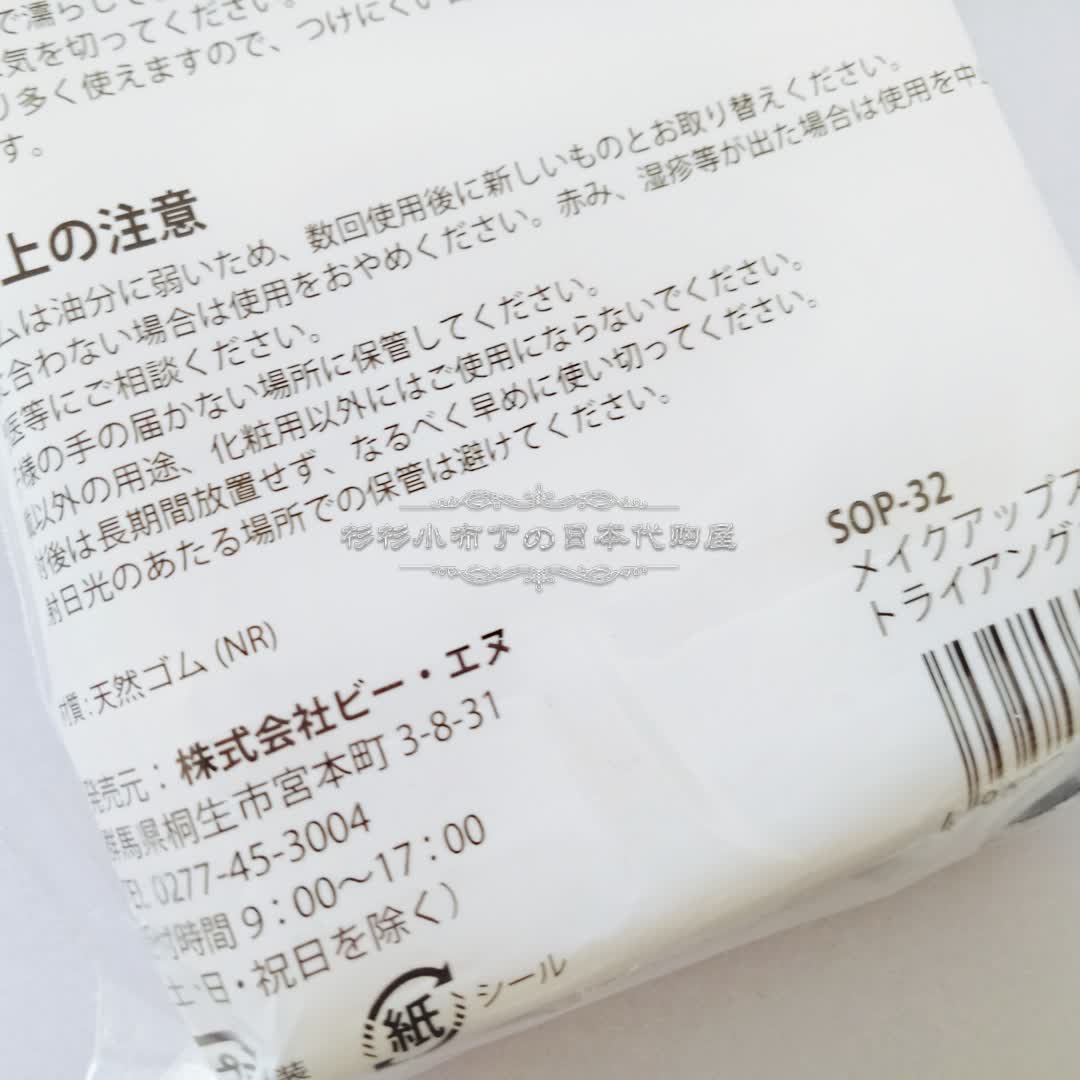 で濡らして
気を切ってください。
り多く使えますので、つけにくい
す。
上の注意
ムは油分に弱いため、数回使用後に新しいものとお取り替えください。
合わない場合は使用をおやめください。赤み、湿疹等が出た場合は使用を中
医等にご相談ください。
様の手の届かない場所に保管してください。
以外の用途、化粧用以外にはご使用にならないでください。
後は長期間放置せず、なるべく早めに使い切ってください。
射日光のあたる場所での保管は避けてください。
杉杉小布丁の日本代购屋
SOP-32
メイクアップス
トライアング
質：天然ゴム (NR)
発売元：株式会社ビー・エヌ
群馬県桐生市宮本町 3-8-31
TEL 0277-45-3004
付時間 9：00～17：00
土・日・祝日を除く）
紙 シール
装